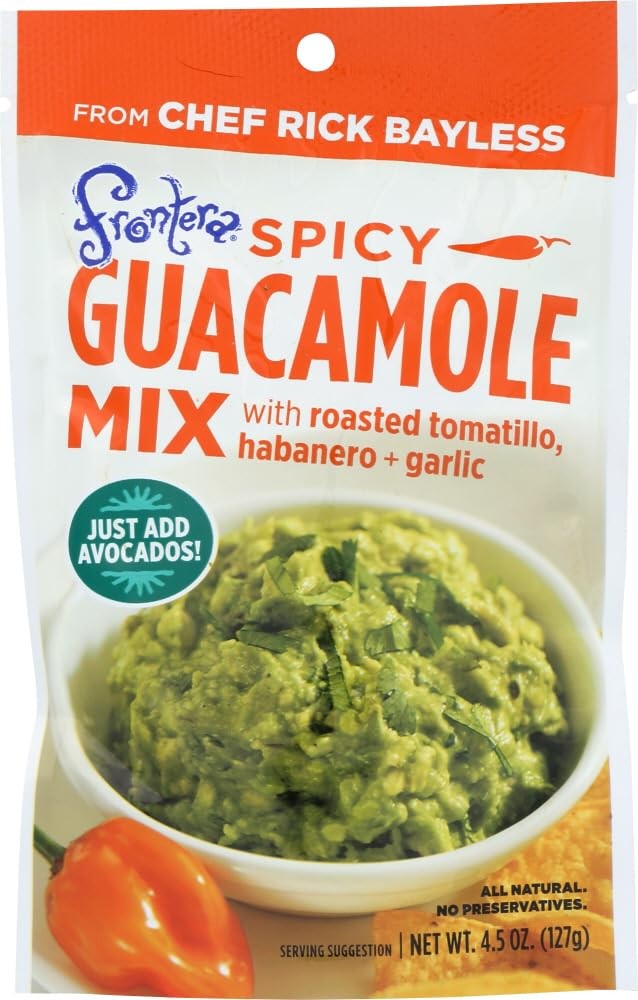 FROM CHEF RICK BAYLESS
frontera® SPICY
GUACAMOLE
MIX with roasted tomatillo,
habanero + garlic
JUST ADD
AVOCADOS!
ALL NATURAL.
NO PRESERVATIVES.
SERVING SUGGESTION | NET WT. 4.5 OZ. (127g)